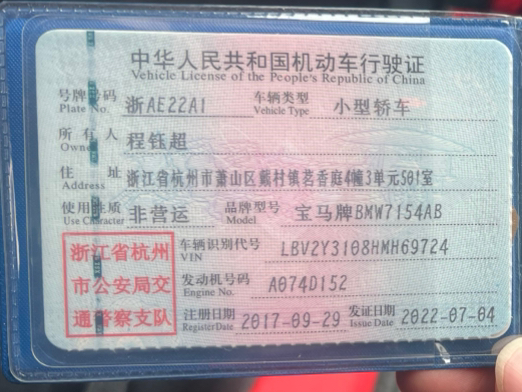 中华人民共和国机动车行驶证
Vehicle License of the People's Republic of China
号牌号码 浙AE22A1 车辆类型 小型轿车
Plate No. Vehicle Type
所有人 程钰超
Owner
住址 浙江省杭州市萧山区戴村镇茗香庭4幢3单元501室
Address
使用性质 非营运 品牌型号 宝马牌BMW7154AB
Use Character Model
浙江省杭州
市公安局交
通警察支队
车辆识别代号 LBV2Y3108HMH69724
VIN
发动机号码 A074D152
Engine No.
注册日期 2017-09-29 发证日期 2022-07-04
Register Date Issue Date